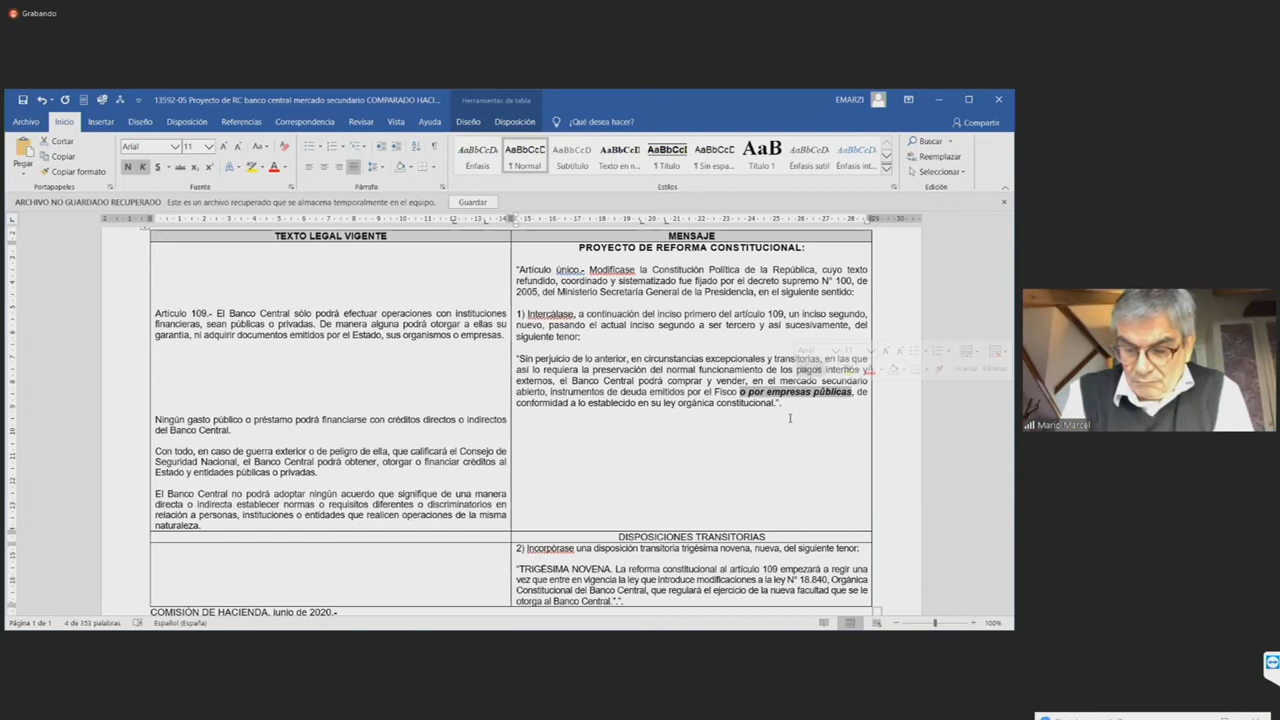 Grabando
13592-05 Proyecto de RC banco central mercado secundario COMPARADO HACI...
Herramientas de tabla
EMARZI
Archivo Inicio Insertar Diseño Disposición Referencias Correspondencia Revisar Vista Ayuda Diseño Disposición ¿Qué desea hacer? Compartir
Pegar
Cortar
Copiar
Copiar formato
Portapapeles
Arial 11
N K S abc x₂ x²
Fuente
Párrafo
AaBbCcD AaBbCcD AaBbCcD AaBbCcD AaBbCcD AaBbCcD AaB AaBbCcD AaBbCcD
Énfasis ¶ Normal Subtítulo Texto en n... ¶ Título ¶ Sin espa... Título 1 Énfasis sutil Énfasis int...
Estilos
Buscar
Reemplazar
Seleccionar
Edición
ARCHIVO NO GUARDADO RECUPERADO Este es un archivo recuperado que se almacena temporalmente en el equipo. Guardar
TEXTO LEGAL VIGENTE
Artículo 109.- El Banco Central sólo podrá efectuar operaciones con instituciones
financieras, sean públicas o privadas. De manera alguna podrá otorgar a ellas su
garantía, ni adquirir documentos emitidos por el Estado, sus organismos o empresas.
Ningún gasto público o préstamo podrá financiarse con créditos directos o indirectos
del Banco Central.
Con todo, en caso de guerra exterior o de peligro de ella, que calificará el Consejo de
Seguridad Nacional, el Banco Central podrá obtener, otorgar o financiar créditos al
Estado y entidades públicas o privadas.
El Banco Central no podrá adoptar ningún acuerdo que signifique de una manera
directa o indirecta establecer normas o requisitos diferentes o discriminatorios en
relación a personas, instituciones o entidades que realicen operaciones de la misma
naturaleza.
MENSAJE
PROYECTO DE REFORMA CONSTITUCIONAL:
"Artículo único.- Modifícase la Constitución Política de la República, cuyo texto
refundido, coordinado y sistematizado fue fijado por el decreto supremo N° 100, de
2005, del Ministerio Secretaría General de la Presidencia, en el siguiente sentido:
1) Intercálase, a continuación del inciso primero del artículo 109, un inciso segundo,
nuevo, pasando el actual inciso segundo a ser tercero y así sucesivamente, del
siguiente tenor:
"Sin perjuicio de lo anterior, en circunstancias excepcionales y transitorias, en las que
así lo requiera la preservación del normal funcionamiento de los pagos internos y
externos, el Banco Central podrá comprar y vender, en el mercado secundario
abierto, instrumentos de deuda emitidos por el Fisco o por empresas públicas, de
conformidad a lo establecido en su ley orgánica constitucional.".
DISPOSICIONES TRANSITORIAS
2) Incorpórase una disposición transitoria trigésima novena, nueva, del siguiente tenor:
"TRIGÉSIMA NOVENA. La reforma constitucional al artículo 109 empezará a regir una
vez que entre en vigencia la ley que introduce modificaciones a la ley N° 18.840, Orgánica
Constitucional del Banco Central, que regulará el ejercicio de la nueva facultad que se le
otorga al Banco Central.".".
COMISIÓN DE HACIENDA, junio de 2020.-
Página 1 de 1 4 de 353 palabras Español (España) 100%
Mario Marcel